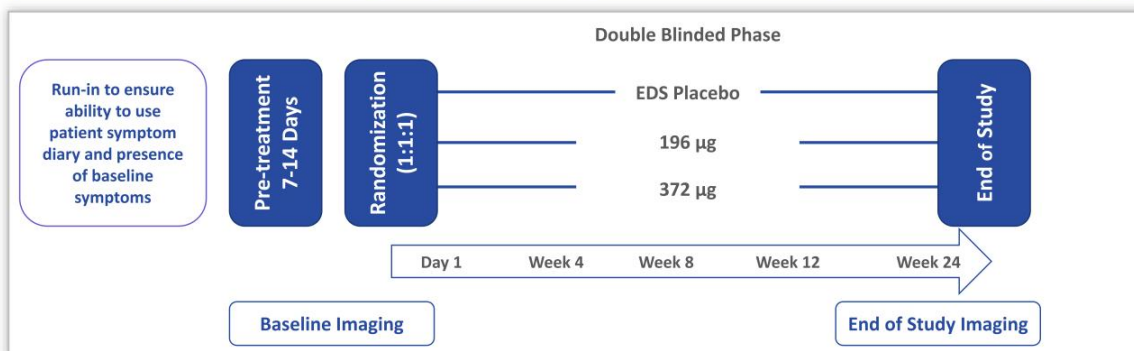 Double Blinded Phase
Run-in to ensure
ability to use
patient symptom
diary and presence
of baseline
symptoms
Pre-treatment
7-14 Days
Randomization
(1:1:1)
EDS Placebo
196 µg
372 µg
End of Study
Day 1
Week 4
Week 8
Week 12
Week 24
Baseline Imaging
End of Study Imaging